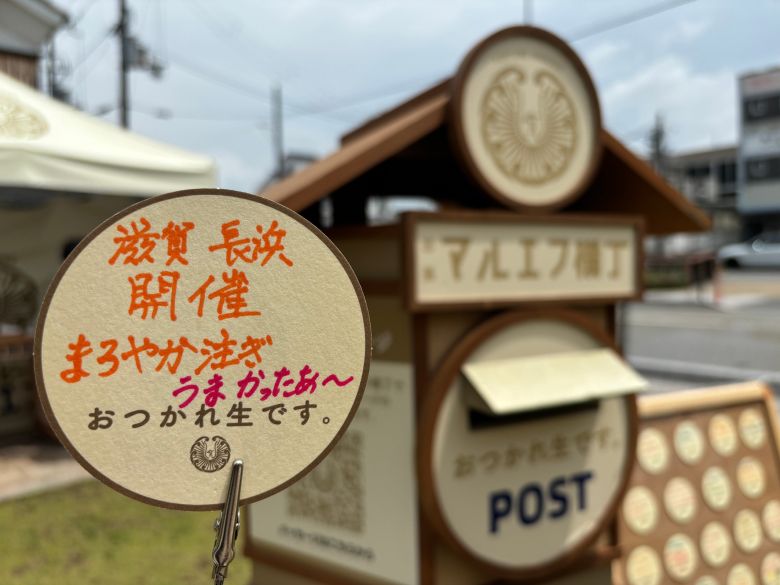 滋賀 長浜
開催
まろやか注ぎ
うまかったあ〜
おつかれ生です。
マルエフ横丁
おつかれ生です。
POST